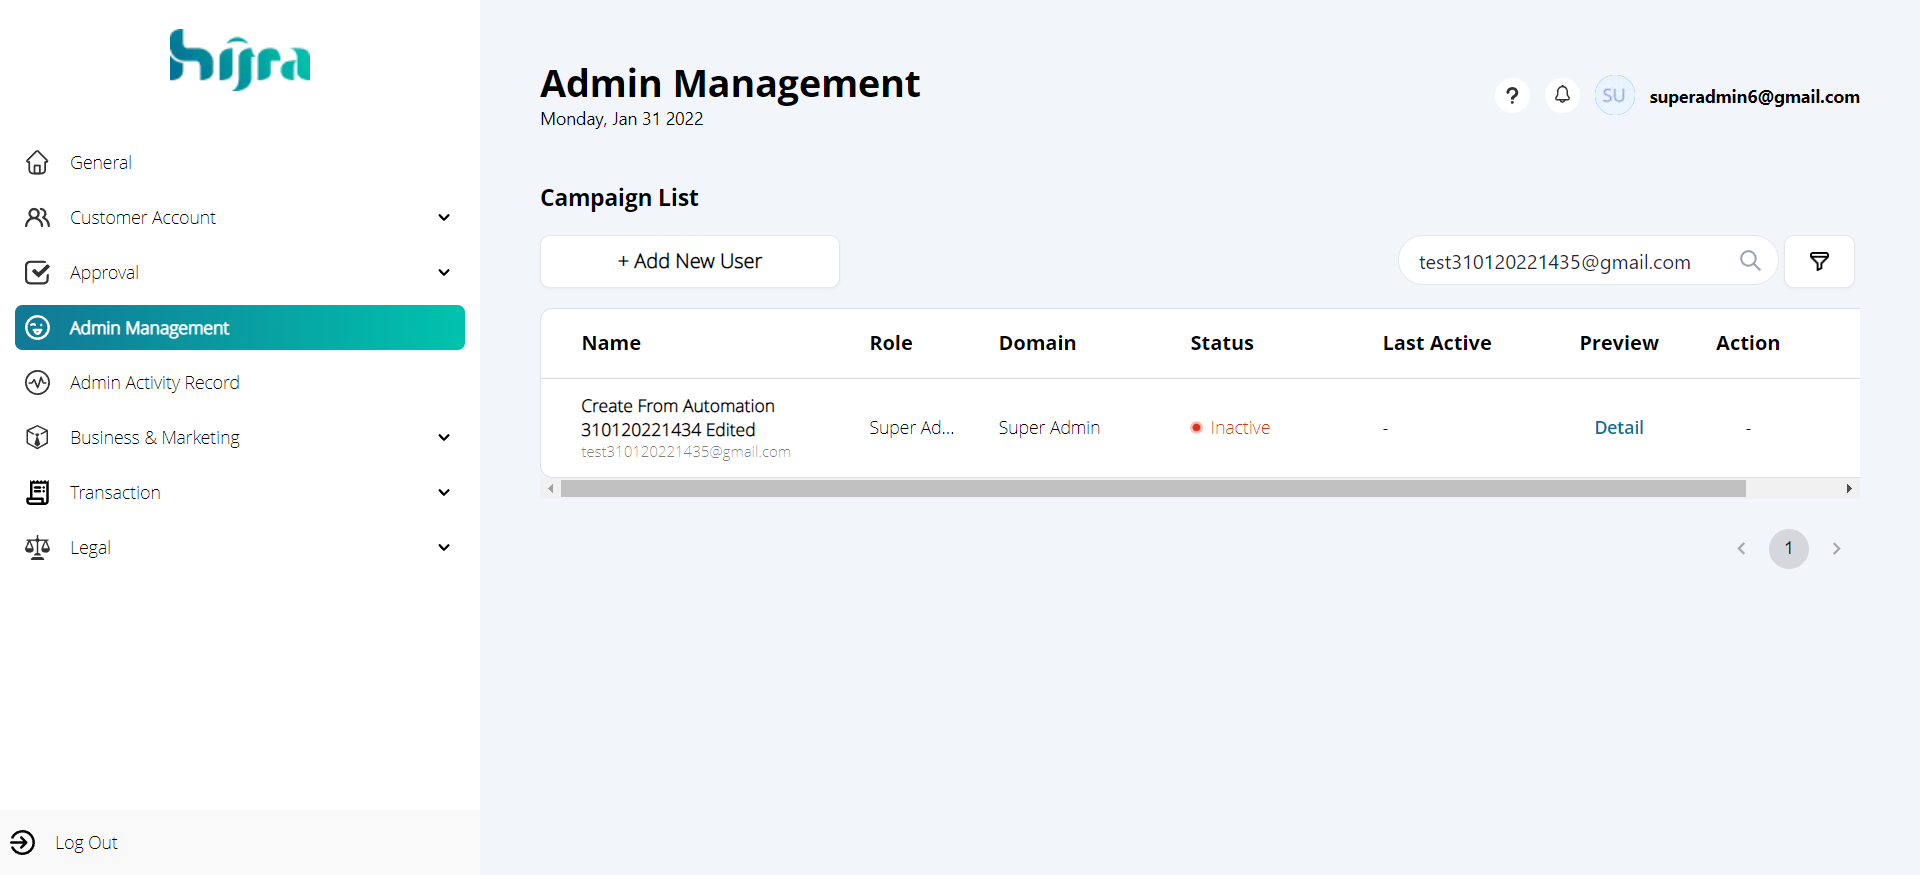 hijra
General
Customer Account
Approval
Admin Management
Admin Activity Record
Business & Marketing
Transaction
Legal
Log Out
Admin Management
Monday, Jan 31 2022
?
SU
superadmin6@gmail.com
Campaign List
+ Add New User
test310120221435@gmail.com
Name Role Domain Status Last Active Preview Action
Create From Automation
310120221434 Edited
test310120221435@gmail.com
Super Ad... Super Admin Inactive - Detail -
1